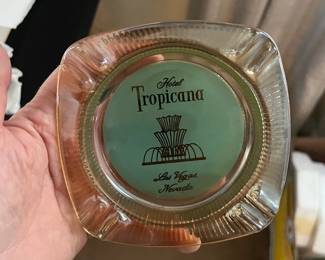 Hotel
Tropicana
Las Vegas
Nevada